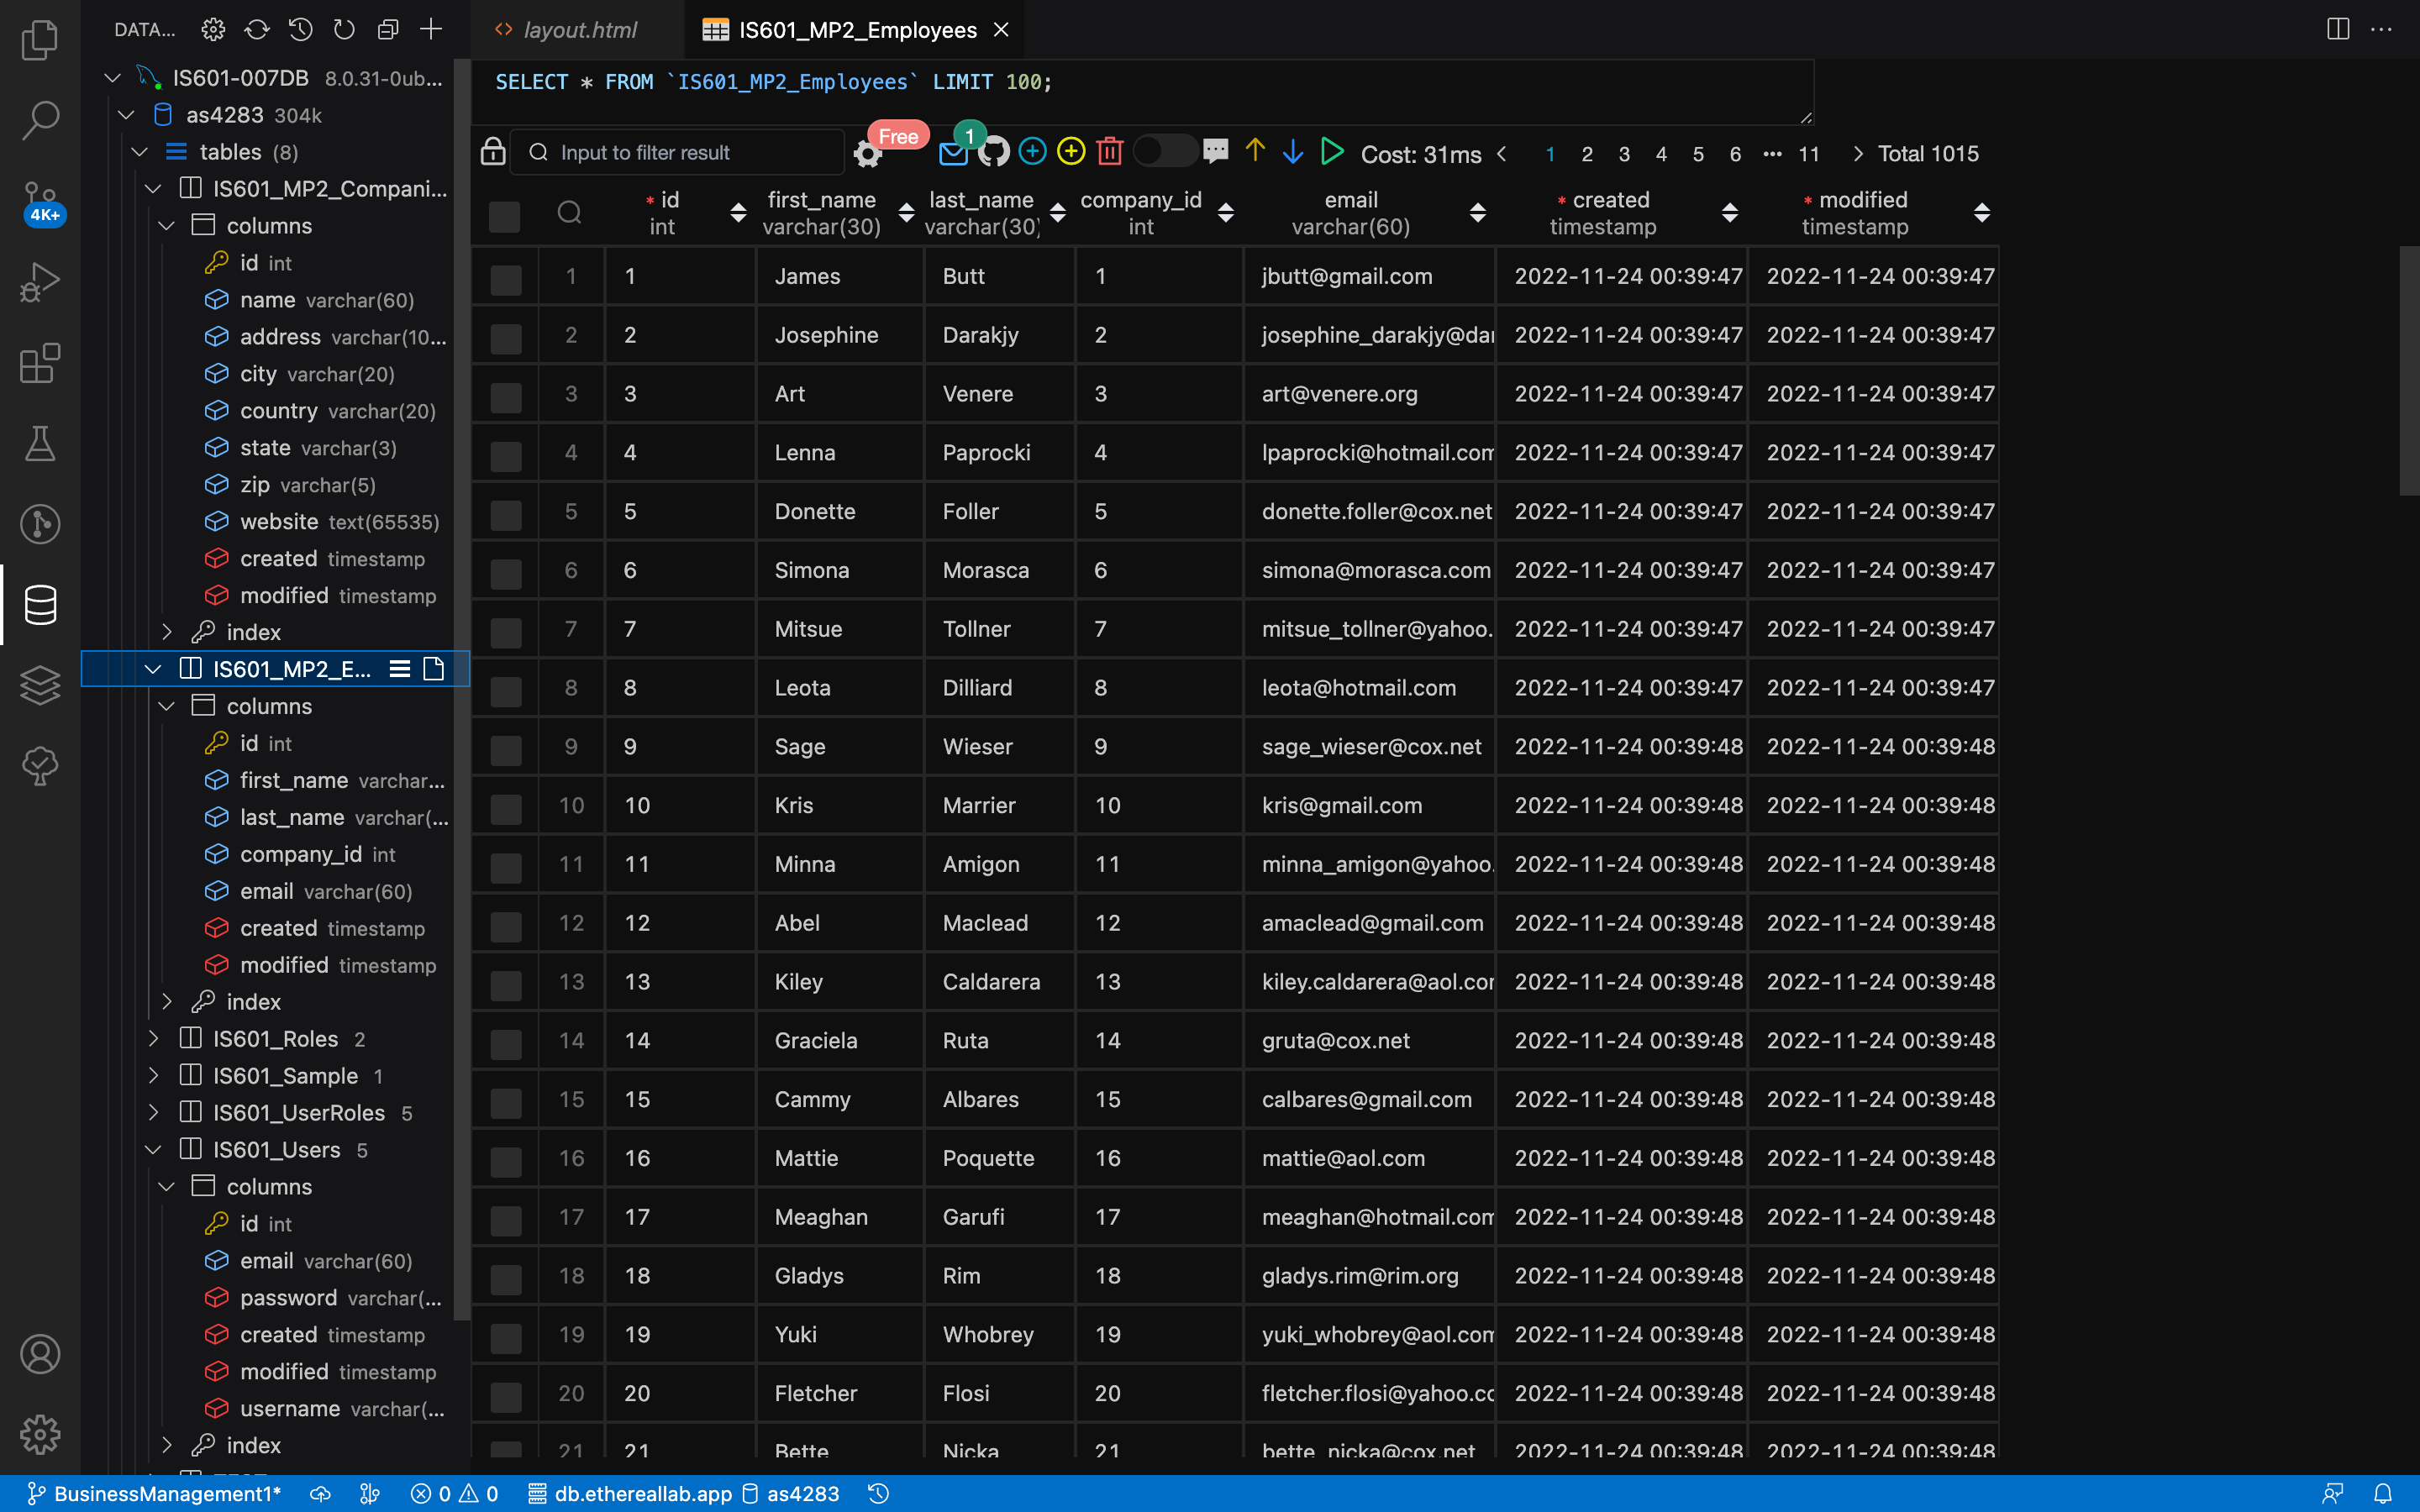 DATA...
layout.html
IS601_MP2_Employees
IS601-007DB 8.0.31-0ub...
as4283 304k
tables (8)
IS601_MP2_Compani...
columns
id int
name varchar(60)
address varchar(10...
city varchar(20)
country varchar(20)
state varchar(3)
zip varchar(5)
website text(65535)
created timestamp
modified timestamp
index
IS601_MP2_E...
columns
id int
first_name varchar...
last_name varchar(...
company_id int
email varchar(60)
created timestamp
modified timestamp
index
IS601_Roles 2
IS601_Sample 1
IS601_UserRoles 5
IS601_Users 5
columns
id int
email varchar(60)
password varchar(...
created timestamp
modified timestamp
username varchar(...
index
4K+
SELECT * FROM `IS601_MP2_Employees` LIMIT 100;
Input to filter result
Free
1
Cost: 31ms < 1 2 3 4 5 6 ••• 11 > Total 1015
* id first_name last_name company_id email * created * modified
int varchar(30) varchar(30) int varchar(60) timestamp timestamp
1 1 James Butt 1 jbutt@gmail.com 2022-11-24 00:39:47 2022-11-24 00:39:47
2 2 Josephine Darakjy 2 josephine_darakjy@dar 2022-11-24 00:39:47 2022-11-24 00:39:47
3 3 Art Venere 3 art@venere.org 2022-11-24 00:39:47 2022-11-24 00:39:47
4 4 Lenna Paprocki 4 lpaprocki@hotmail.com 2022-11-24 00:39:47 2022-11-24 00:39:47
5 5 Donette Foller 5 donette.foller@cox.net 2022-11-24 00:39:47 2022-11-24 00:39:47
6 6 Simona Morasca 6 simona@morasca.com 2022-11-24 00:39:47 2022-11-24 00:39:47
7 7 Mitsue Tollner 7 mitsue_tollner@yahoo. 2022-11-24 00:39:47 2022-11-24 00:39:47
8 8 Leota Dilliard 8 leota@hotmail.com 2022-11-24 00:39:47 2022-11-24 00:39:47
9 9 Sage Wieser 9 sage_wieser@cox.net 2022-11-24 00:39:48 2022-11-24 00:39:48
10 10 Kris Marrier 10 kris@gmail.com 2022-11-24 00:39:48 2022-11-24 00:39:48
11 11 Minna Amigon 11 minna_amigon@yahoo. 2022-11-24 00:39:48 2022-11-24 00:39:48
12 12 Abel Maclead 12 amaclead@gmail.com 2022-11-24 00:39:48 2022-11-24 00:39:48
13 13 Kiley Caldarera 13 kiley.caldarera@aol.cor 2022-11-24 00:39:48 2022-11-24 00:39:48
14 14 Graciela Ruta 14 gruta@cox.net 2022-11-24 00:39:48 2022-11-24 00:39:48
15 15 Cammy Albares 15 calbares@gmail.com 2022-11-24 00:39:48 2022-11-24 00:39:48
16 16 Mattie Poquette 16 mattie@aol.com 2022-11-24 00:39:48 2022-11-24 00:39:48
17 17 Meaghan Garufi 17 meaghan@hotmail.com 2022-11-24 00:39:48 2022-11-24 00:39:48
18 18 Gladys Rim 18 gladys.rim@rim.org 2022-11-24 00:39:48 2022-11-24 00:39:48
19 19 Yuki Whobrey 19 yuki_whobrey@aol.com 2022-11-24 00:39:48 2022-11-24 00:39:48
20 20 Fletcher Flosi 20 fletcher.flosi@yahoo.cc 2022-11-24 00:39:48 2022-11-24 00:39:48
21 21 Bette Nicka 21 bette_nicka@cox.net 2022-11-24 00:39:48 2022-11-24 00:39:48
BusinessManagement1* 0 0 db.ethereallab.app as4283